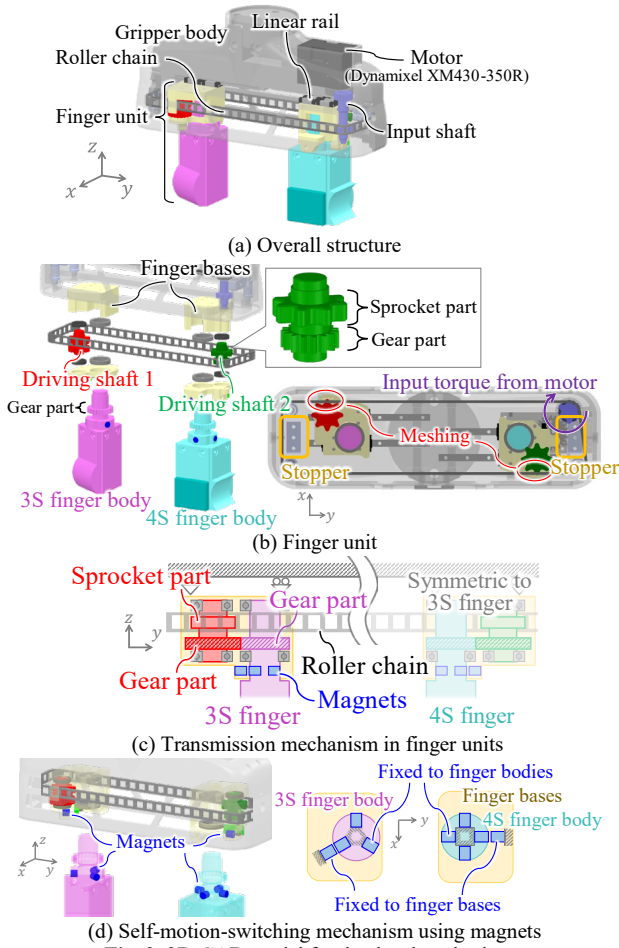 Gripper body
Linear rail
Roller chain
Motor
(Dynamixel XM430-350R)
Finger unit
Input shaft
z
x
y
(a) Overall structure
Finger bases
Sprocket part
Gear part
Driving shaft 1
Driving shaft 2
Input torque from motor
Gear part
Meshing
Stopper
Stopper
3S finger body
4S finger body
x
y
(b) Finger unit
Sprocket part
Gear part
Symmetric to
3S finger
z
y
Gear part
Roller chain
Magnets
3S finger
4S finger
(c) Transmission mechanism in finger units
Fixed to finger bodies
3S finger body
Finger bases
4S finger body
Magnets
z
x
y
y
x
Fixed to finger bases
(d) Self-motion-switching mechanism using magnets